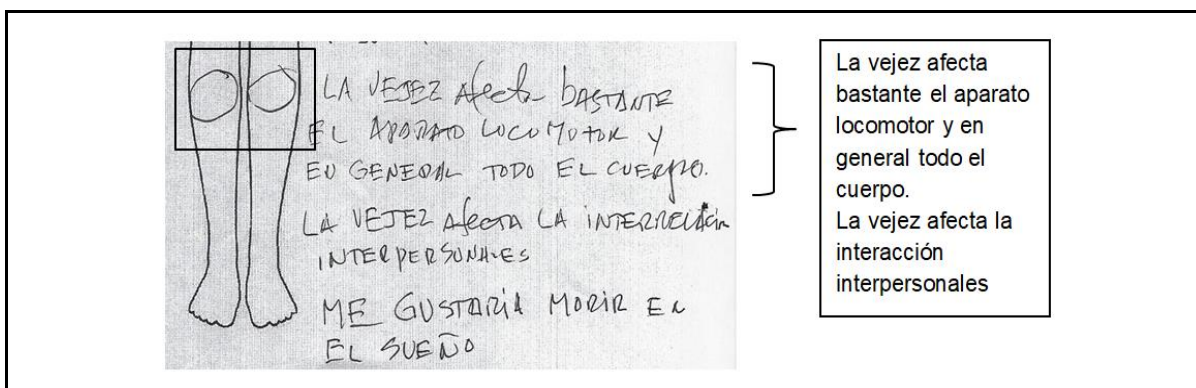 LA VEJEZ Afecta bASTANTE
EL APARATO LOCOMOTOR Y
EN GENERAL TODO EL CUERPO.
LA VEJEZ Afecta LA INTERRELAción
INTERPERSONALES
ME GUSTARÍA MORIR EN
EL SUEÑO
La vejez afecta
bastante el aparato
locomotor y en
general todo el
cuerpo.
La vejez afecta la
interacción
interpersonales